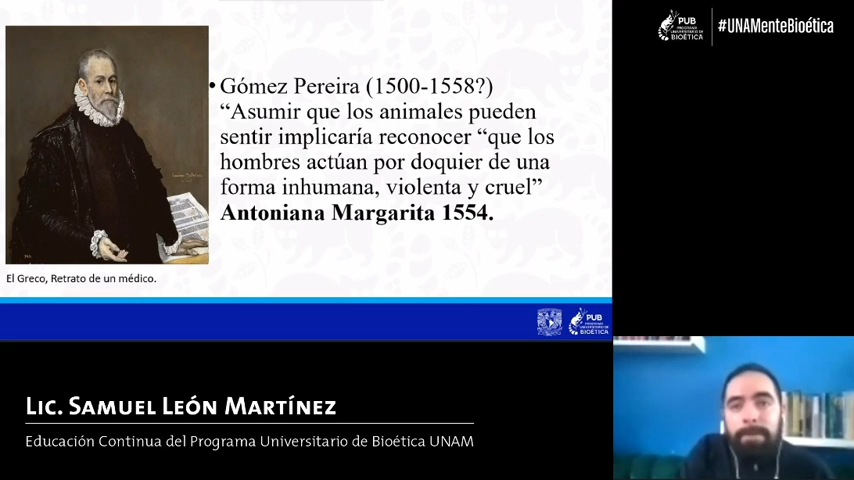 • Gómez Pereira (1500-1558?)
“Asumir que los animales pueden
sentir implicaría reconocer “que los
hombres actúan por doquier de una
forma inhumana, violenta y cruel”
Antoniana Margarita 1554.
El Greco, Retrato de un médico.
PUB
BIOÉTICA
#UNAMenteBioética
PUB
BIOÉTICA
Lic. Samuel León Martínez
Educación Continua del Programa Universitario de Bioética UNAM